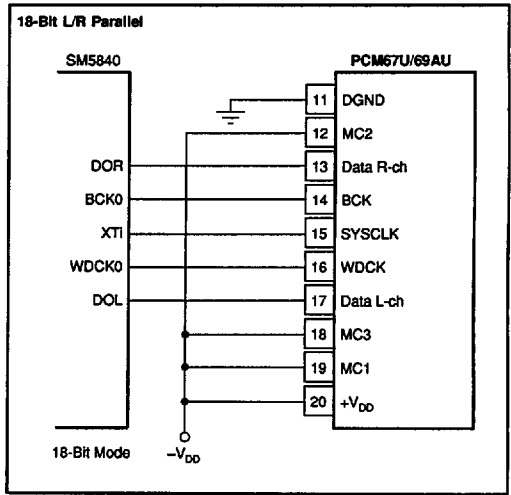 18-Bit L/R Parallel
SM5840
PCM67U/69AU
11 DGND
12 MC2
DOR 13 Data R-ch
BCK0 14 BCK
XTI 15 SYSCLK
WDCK0 16 WDCK
DOL 17 Data L-ch
18 MC3
19 MC1
20 +VDD
18-Bit Mode
–VDD